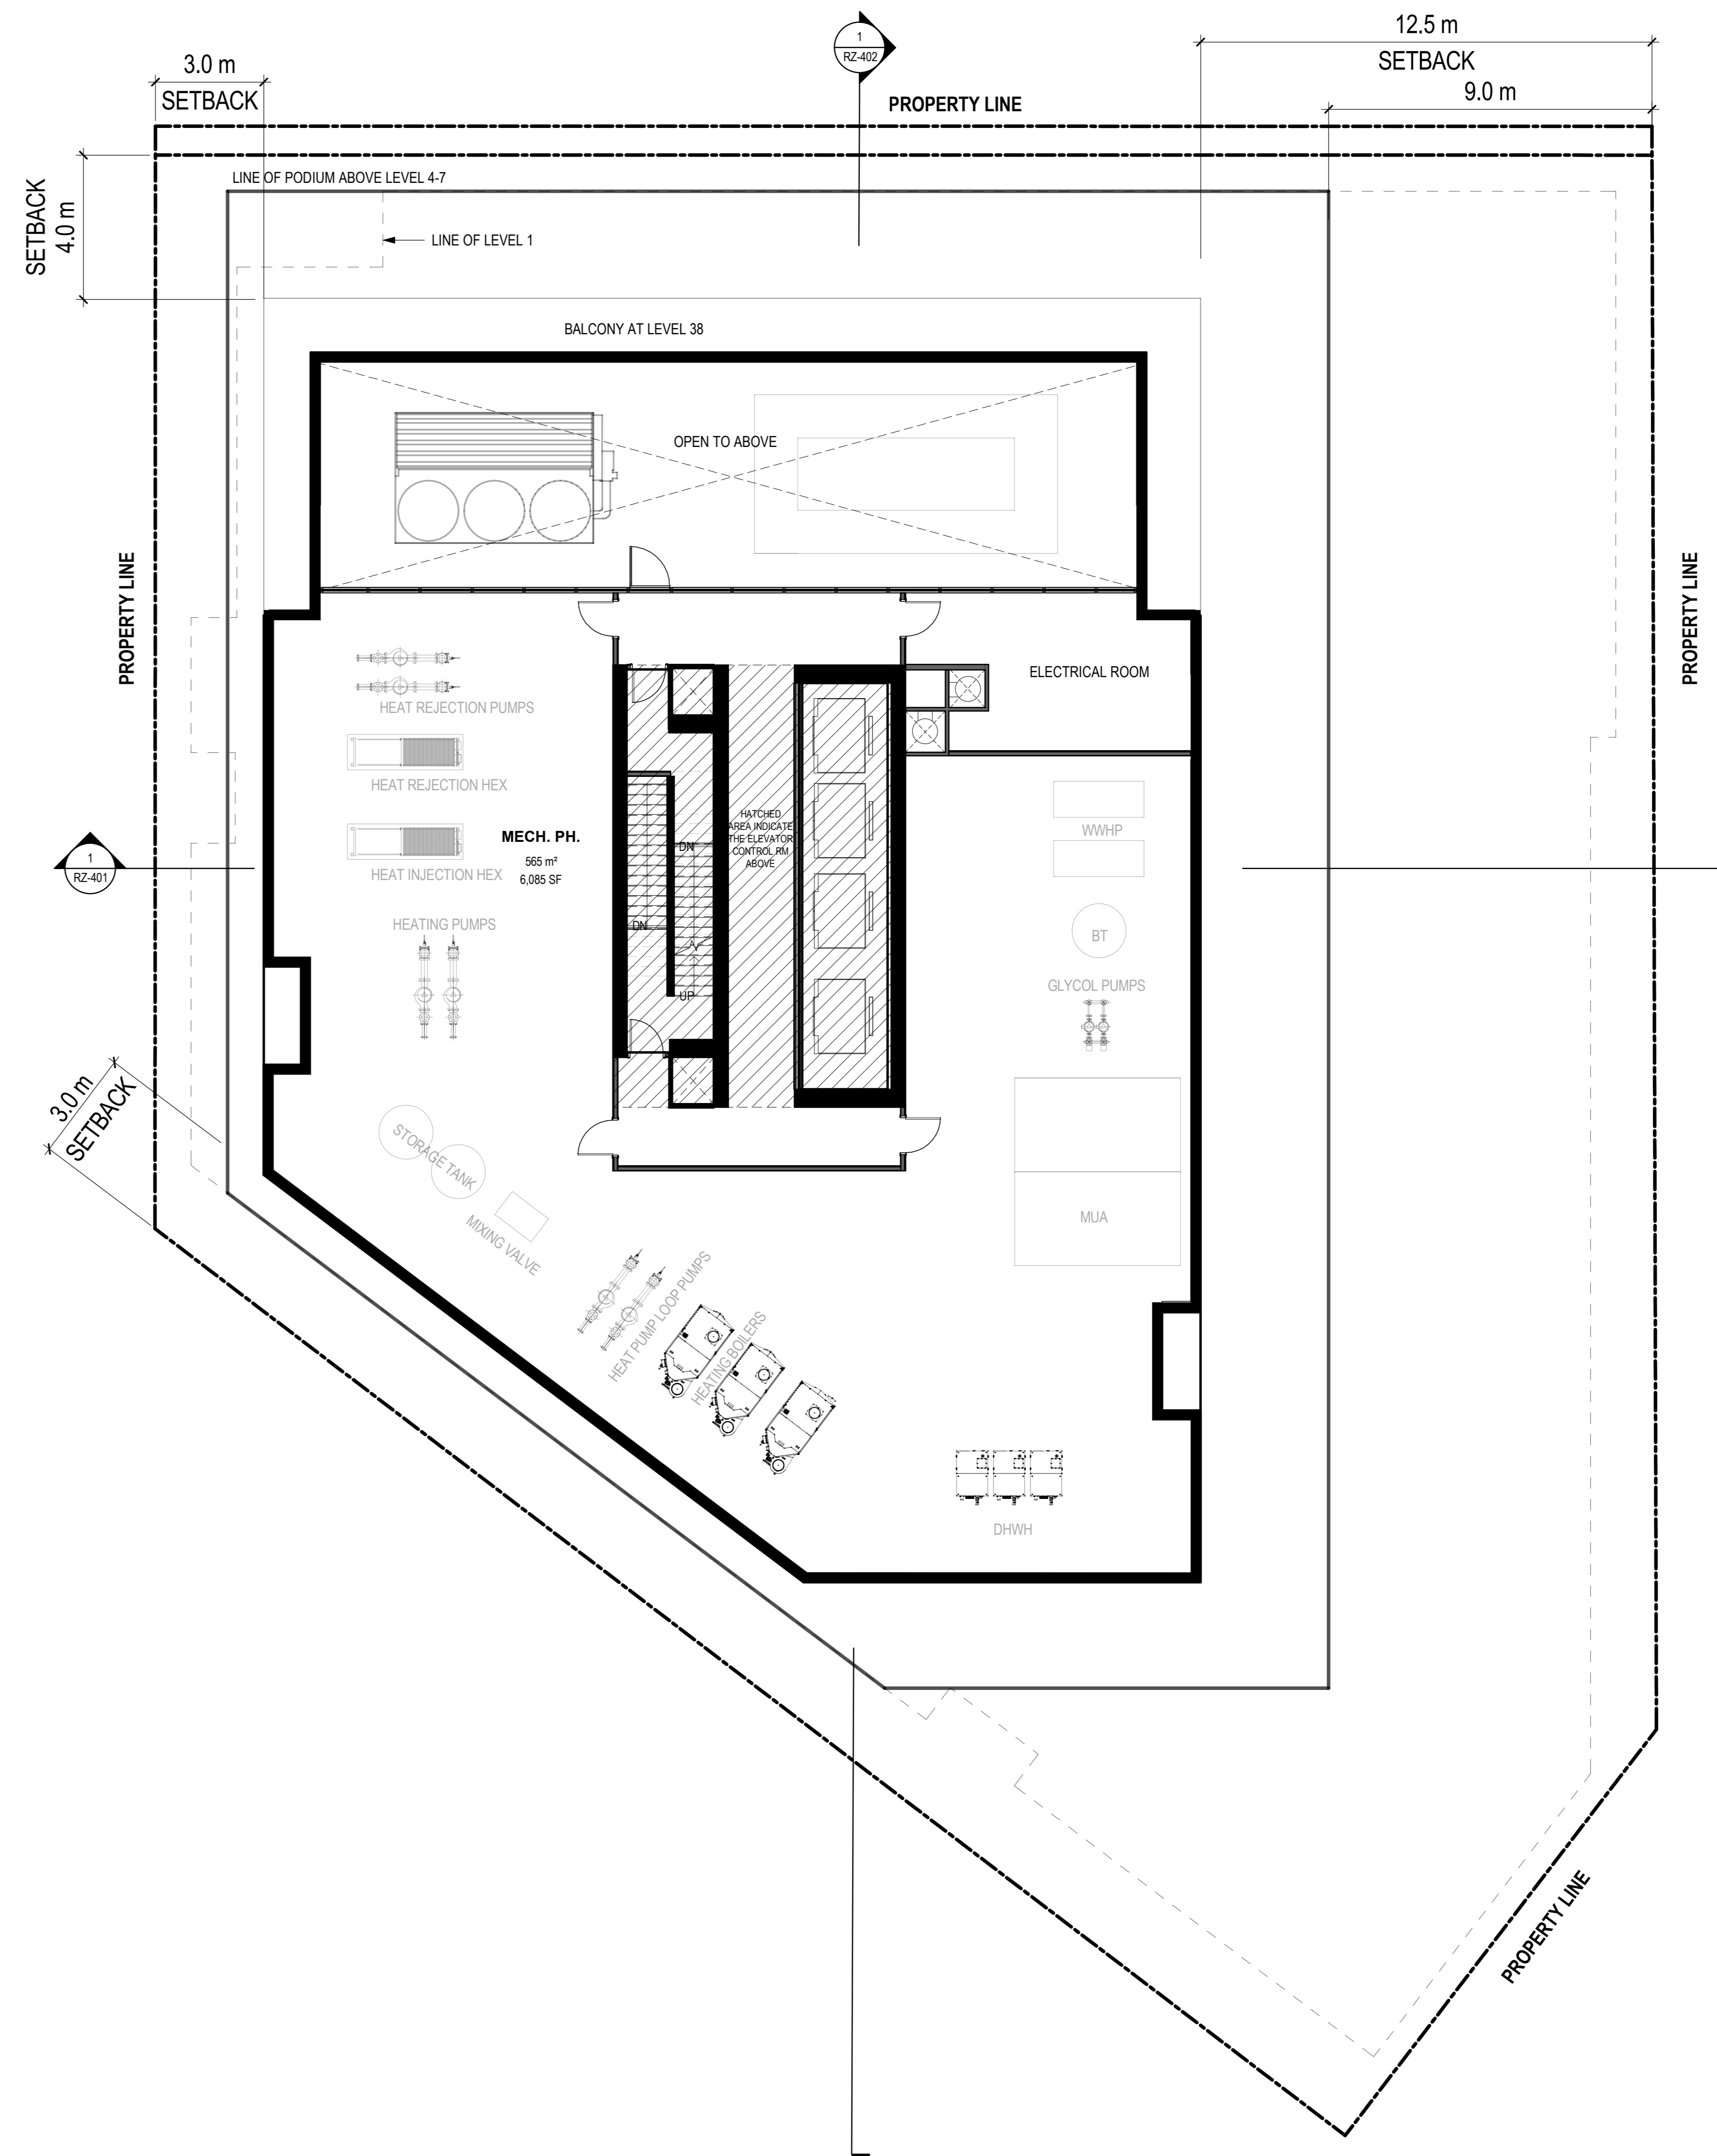 1
RZ-402
12.5 m
SETBACK
9.0 m
3.0 m
SETBACK
PROPERTY LINE
LINE OF PODIUM ABOVE LEVEL 4-7
SETBACK
4.0 m
LINE OF LEVEL 1
BALCONY AT LEVEL 38
OPEN TO ABOVE
PROPERTY LINE
PROPERTY LINE
ELECTRICAL ROOM
HEAT REJECTION PUMPS
HEAT REJECTION HEX
MECH. PH.
565 m²
6,085 SF
HEAT INJECTION HEX
HATCHED
AREA INDICATE
THE ELEVATOR
CONTROL RM
ABOVE
DN
DN
UP
WWHP
1
RZ-401
HEATING PUMPS
BT
GLYCOL PUMPS
3.0 m
SETBACK
STORAGE TANK
MIXING VALVE
MUA
HEAT PUMP LOOP PUMPS
HEATING BOILERS
DHWH
PROPERTY LINE